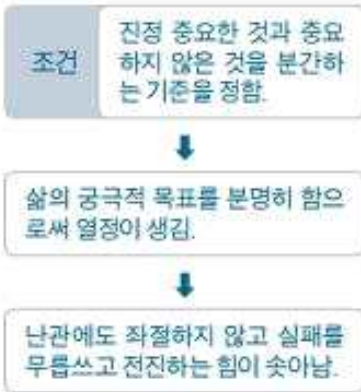 조건
진정 중요한 것과 중요
하지 않은 것을 분간하
는 기준을 정함.
삶의 궁극적 목표를 분명히 함으
로써 열정이 생김.
난관에도 좌절하지 않고 실패를
무릅쓰고 전진하는 힘이 솟아남.